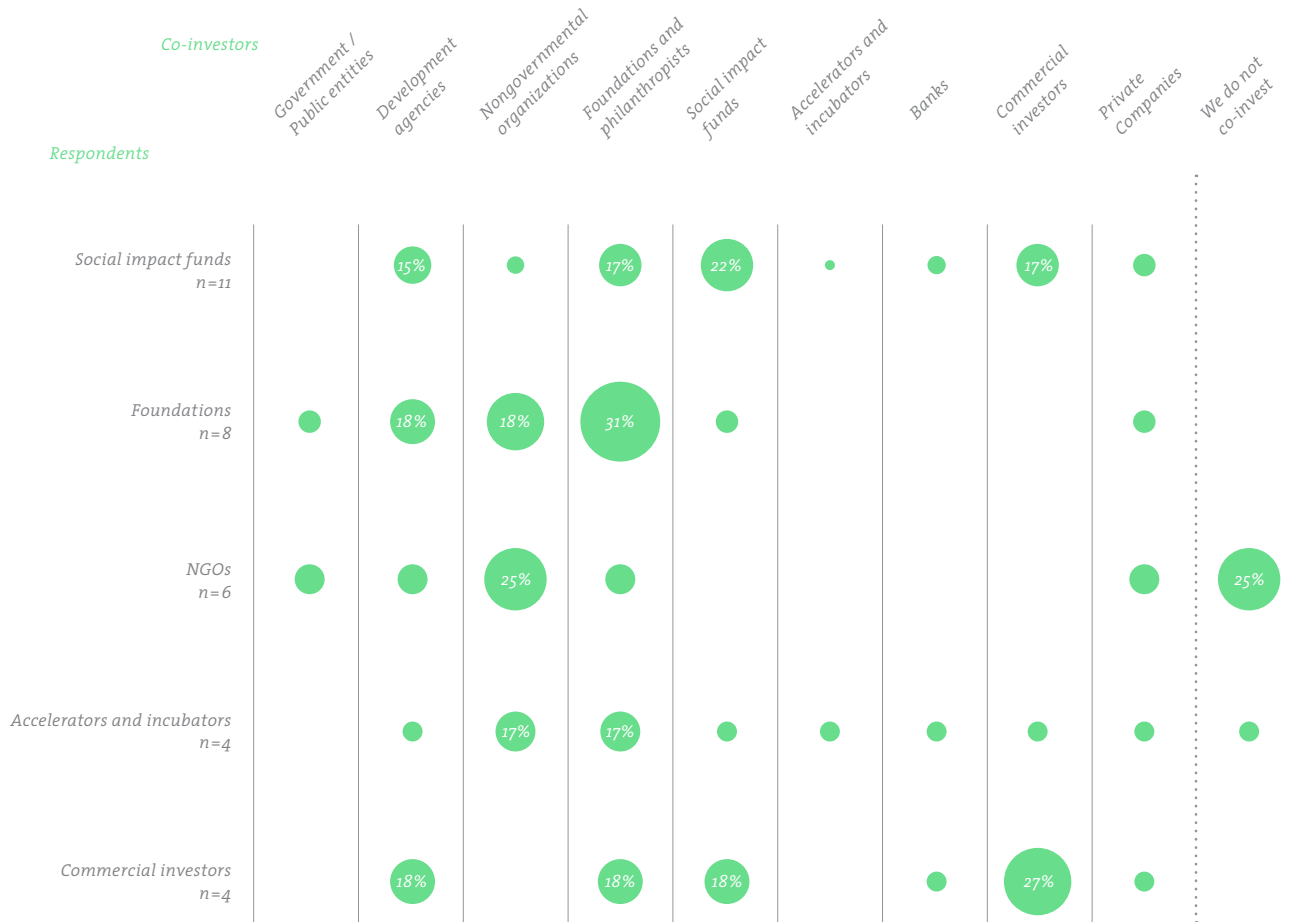 Co-investors
Government /
Public entities
Development
agencies
Nongovernmental
organizations
Foundations and
philanthropists
Social impact
funds
Accelerators and
incubators
Banks
Commercial
investors
Private
Companies
We do not
co-invest
Respondents
Social impact funds
n=11
15%
17%
22%
17%
Foundations
n=8
18%
18%
31%
NGOs
n=6
25%
25%
Accelerators and incubators
n=4
17%
17%
Commercial investors
n=4
18%
18%
18%
27%